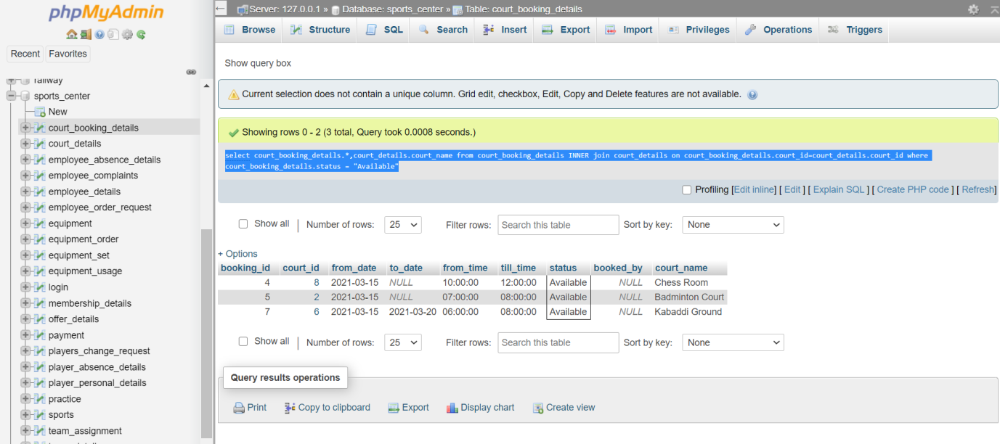 phpMyAdmin
Recent Favorites
railway
sports_center
New
court_booking_details
court_details
employee_absence_details
employee_complaints
employee_details
employee_order_request
equipment
equipment_order
equipment_set
equipment_usage
login
membership_details
offer_details
payment
players_change_request
player_absence_details
player_personal_details
practice
sports
team_assignment
Server: 127.0.0.1 » Database: sports_center » Table: court_booking_details
Browse Structure SQL Search Insert Export Import Privileges Operations Triggers
Show query box
Current selection does not contain a unique column. Grid edit, checkbox, Edit, Copy and Delete features are not available.
Showing rows 0 - 2 (3 total, Query took 0.0008 seconds.)
select court_booking_details.*,court_details.court_name from court_booking_details INNER join court_details on court_booking_details.court_id=court_details.court_id where
court_booking_details.status = "Available"
Profiling [Edit inline] [ Edit ] [ Explain SQL ] [ Create PHP code ] [ Refresh]
Show all | Number of rows: 25 Filter rows: Search this table Sort by key: None
+ Options
booking_id court_id from_date to_date from_time till_time status booked_by court_name
4 8 2021-03-15 NULL 10:00:00 12:00:00 Available NULL Chess Room
5 2 2021-03-15 NULL 07:00:00 08:00:00 Available NULL Badminton Court
7 6 2021-03-15 2021-03-20 06:00:00 08:00:00 Available NULL Kabaddi Ground
Show all | Number of rows: 25 Filter rows: Search this table Sort by key: None
Query results operations
Print Copy to clipboard Export Display chart Create view